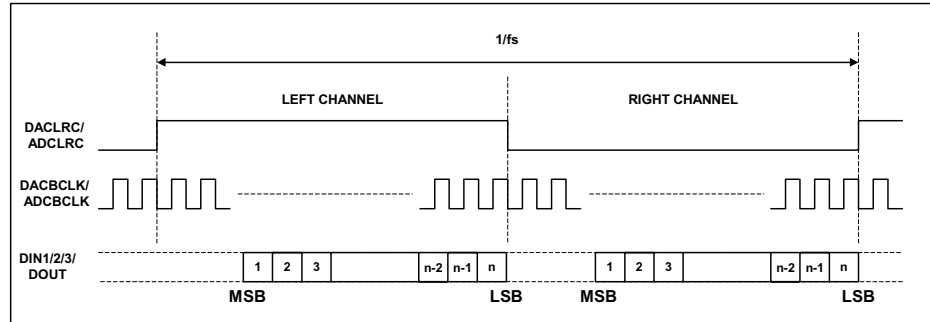 1/fs
LEFT CHANNEL
RIGHT CHANNEL
DACLRC/
ADCLRC
DACBCLK/
ADCBCLK
DIN1/2/3/
DOUT
1 2 3 n-2 n-1 n 1 2 3 n-2 n-1 n
MSB LSB MSB LSB